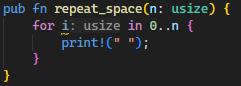 pub fn repeat_space(n: usize) {
    for i: usize in 0..n {
        print!(" ");
    }
}